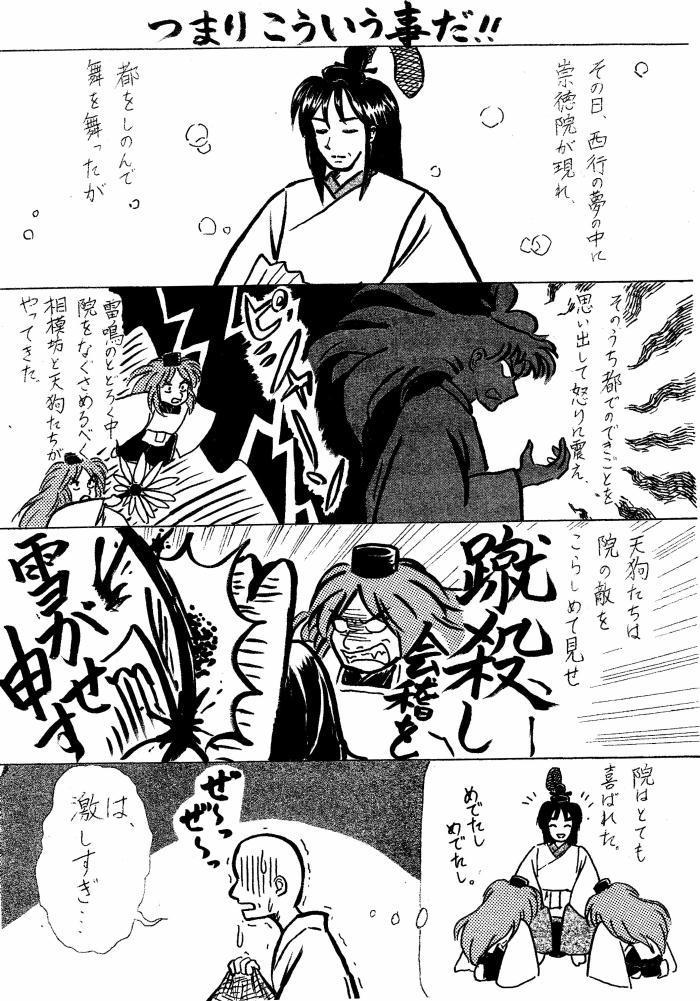 つまりこういう事だ!!
その日、西行の夢の中に
崇徳院が現れ、
都をしのんで
舞を舞ったが
そのうち都でのできごとを
思い出して怒りに震え
雷鳴のとどろく中
院をなぐさめるべく
相模坊と天狗たちが
やってきた。
天狗たちは
院の敵を
こらしめて見せ
蹴殺し
会稽を
雪がせ
申す
院はとても
喜ばれた。
めでたし
めでたし。
ぜ〜っ
ぜ〜っ
は、
激しすぎ…